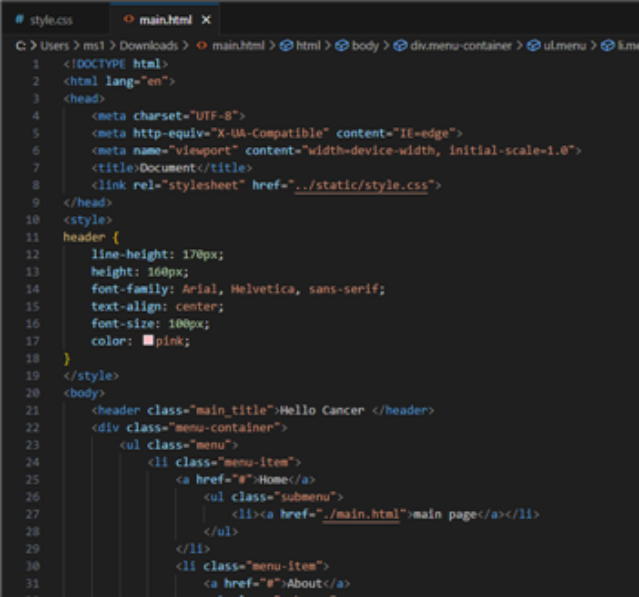 style.css main.html
C: > Users > ms1 > Downloads > main.html > html > body > div.menu-container > ul.menu >
1 <!DOCTYPE html>
2 <html lang="en">
3 <head>
4 <meta charset="UTF-8">
5 <meta http-equiv="X-UA-Compatible" content="IE=edge">
6 <meta name="viewport" content="width=device-width, initial-scale=1.0">
7 <title>Document</title>
8 <link rel="stylesheet" href="../static/style.css">
9 </head>
10 <style>
11 header {
12 line-height: 170px;
13 height: 160px;
14 font-family: Arial, Helvetica, sans-serif;
15 text-align: center;
16 font-size: 100px;
17 color: pink;
18 }
19 </style>
20 <body>
21 <header class="main_title">Hello Cancer </header>
22 <div class="menu-container">
23 <ul class="menu">
24 <li class="menu-item">
25 <a href="#">Home</a>
26 <ul class="submenu">
27 <li><a href="./main.html">main page</a></li>
28 </ul>
29 </li>
30 <li class="menu-item">
31 <a href="#">About</a>